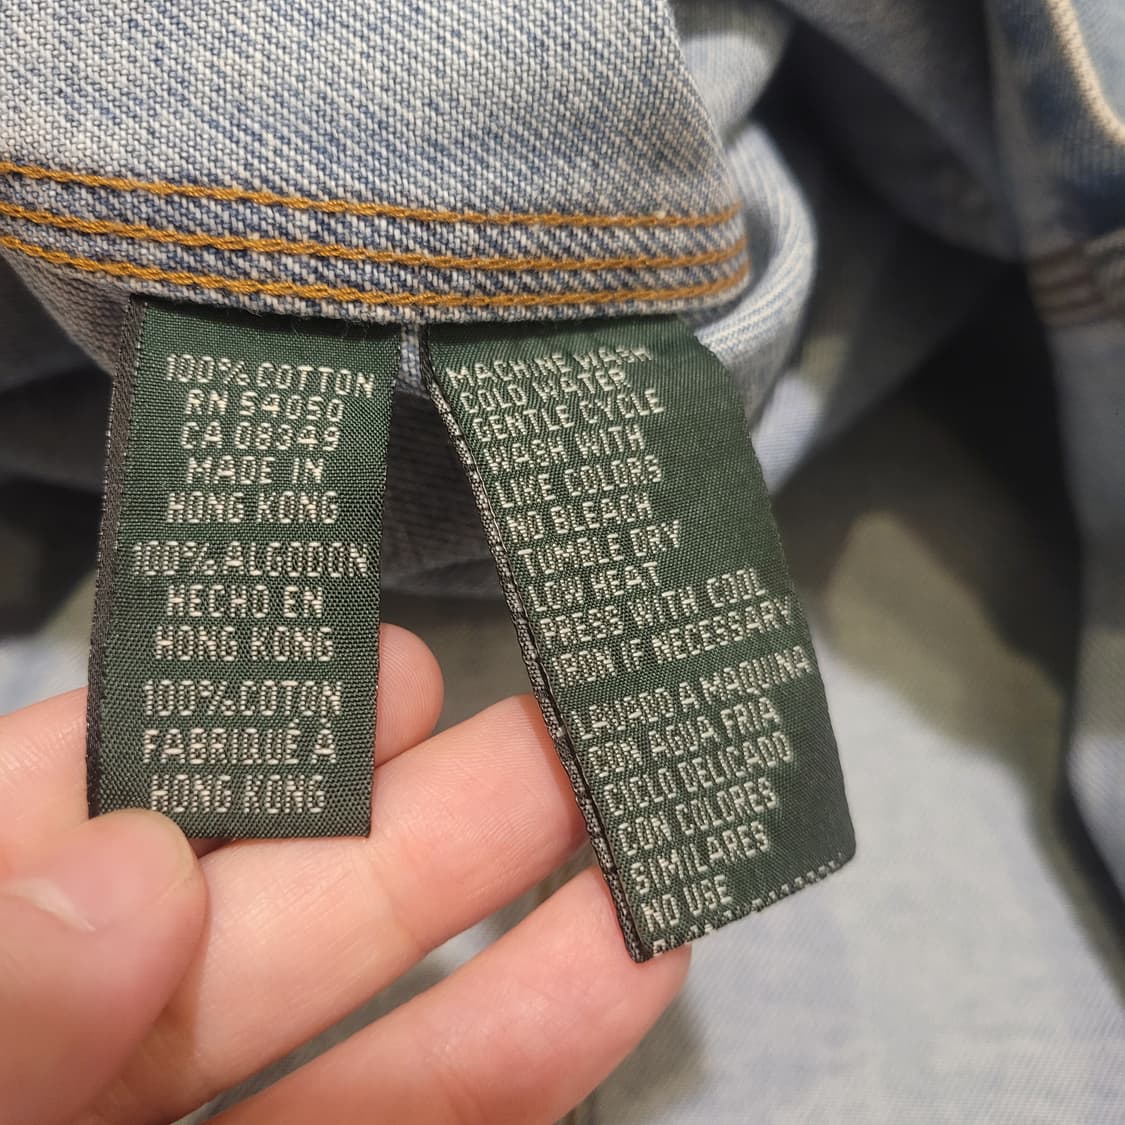 100% COTTON
RN 54050
CA 08349
MADE IN
HONG KONG
100% ALGODON
HECHO EN
HONG KONG
100% COTON
FABRIQUÉ À
HONG KONG
MACHINE WASH
COLD WATER
GENTLE CYCLE
WASH WITH
LIKE COLORS
NO BLEACH
TUMBLE DRY
LOW HEAT
PRESS WITH COOL
IRON IF NECESSARY
LAVADO A MAQUINA
CON AGUA FRIA
CICLO DELICADO
CON COLORES
SIMILARES
NO USE